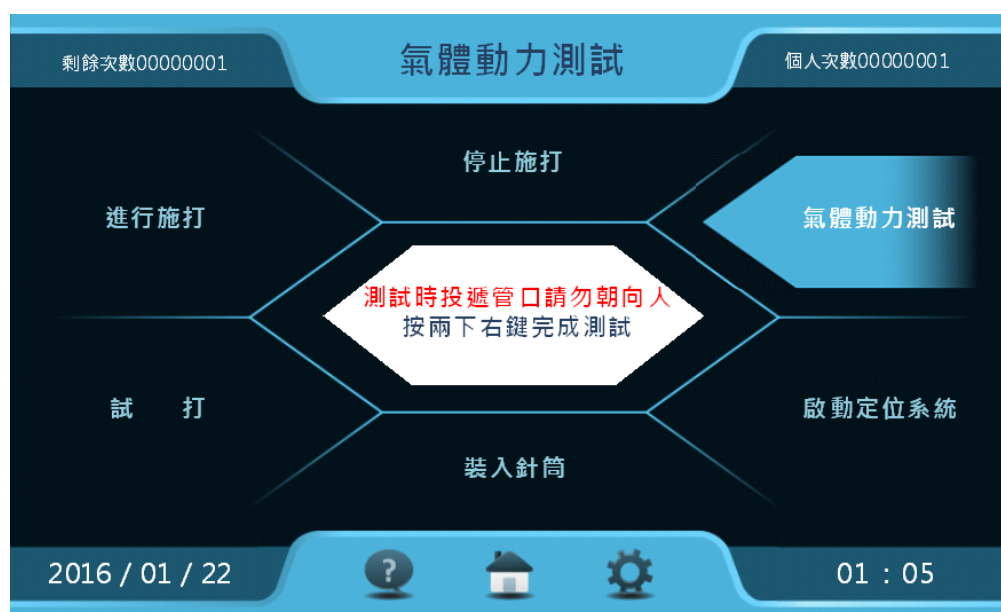 剩餘次數00000001
氣體動力測試
個人次數00000001
停止施打
進行施打
氣體動力測試
測試時投遞管口請勿朝向人
按兩下右鍵完成測試
試 打
啟動定位系統
裝入針筒
2016 / 01 / 22
?
01 : 05